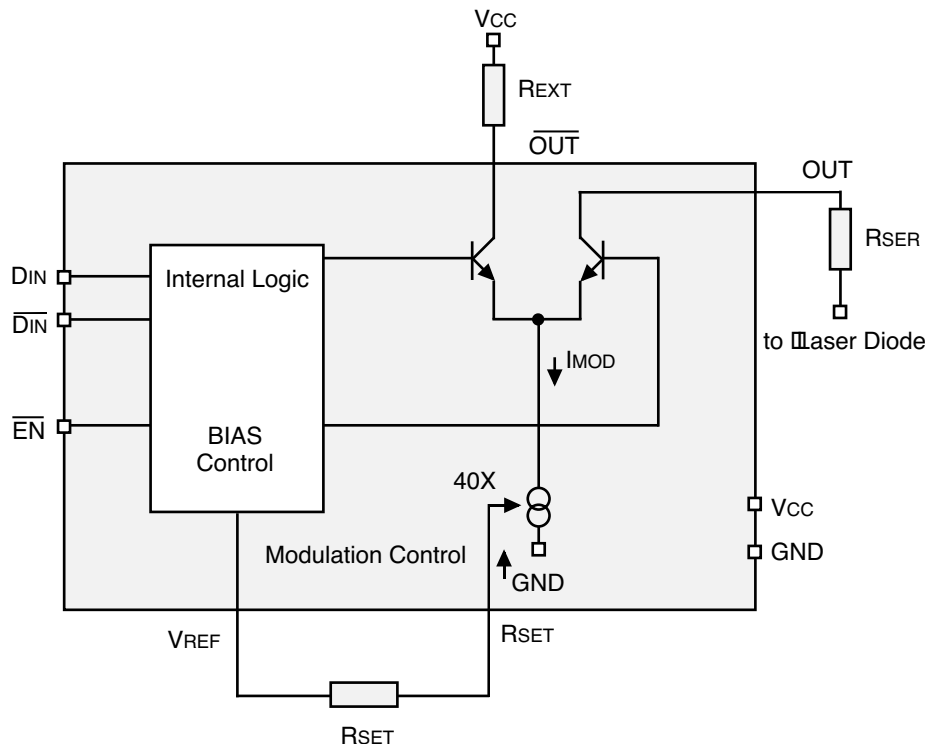 VCC
REXT
OUT
OUT
RSER
to Laser Diode
DIN
DIN
EN
Internal Logic
BIAS
Control
IMOD
40X
Modulation Control
GND
VCC
GND
VREF
RSET
RSET